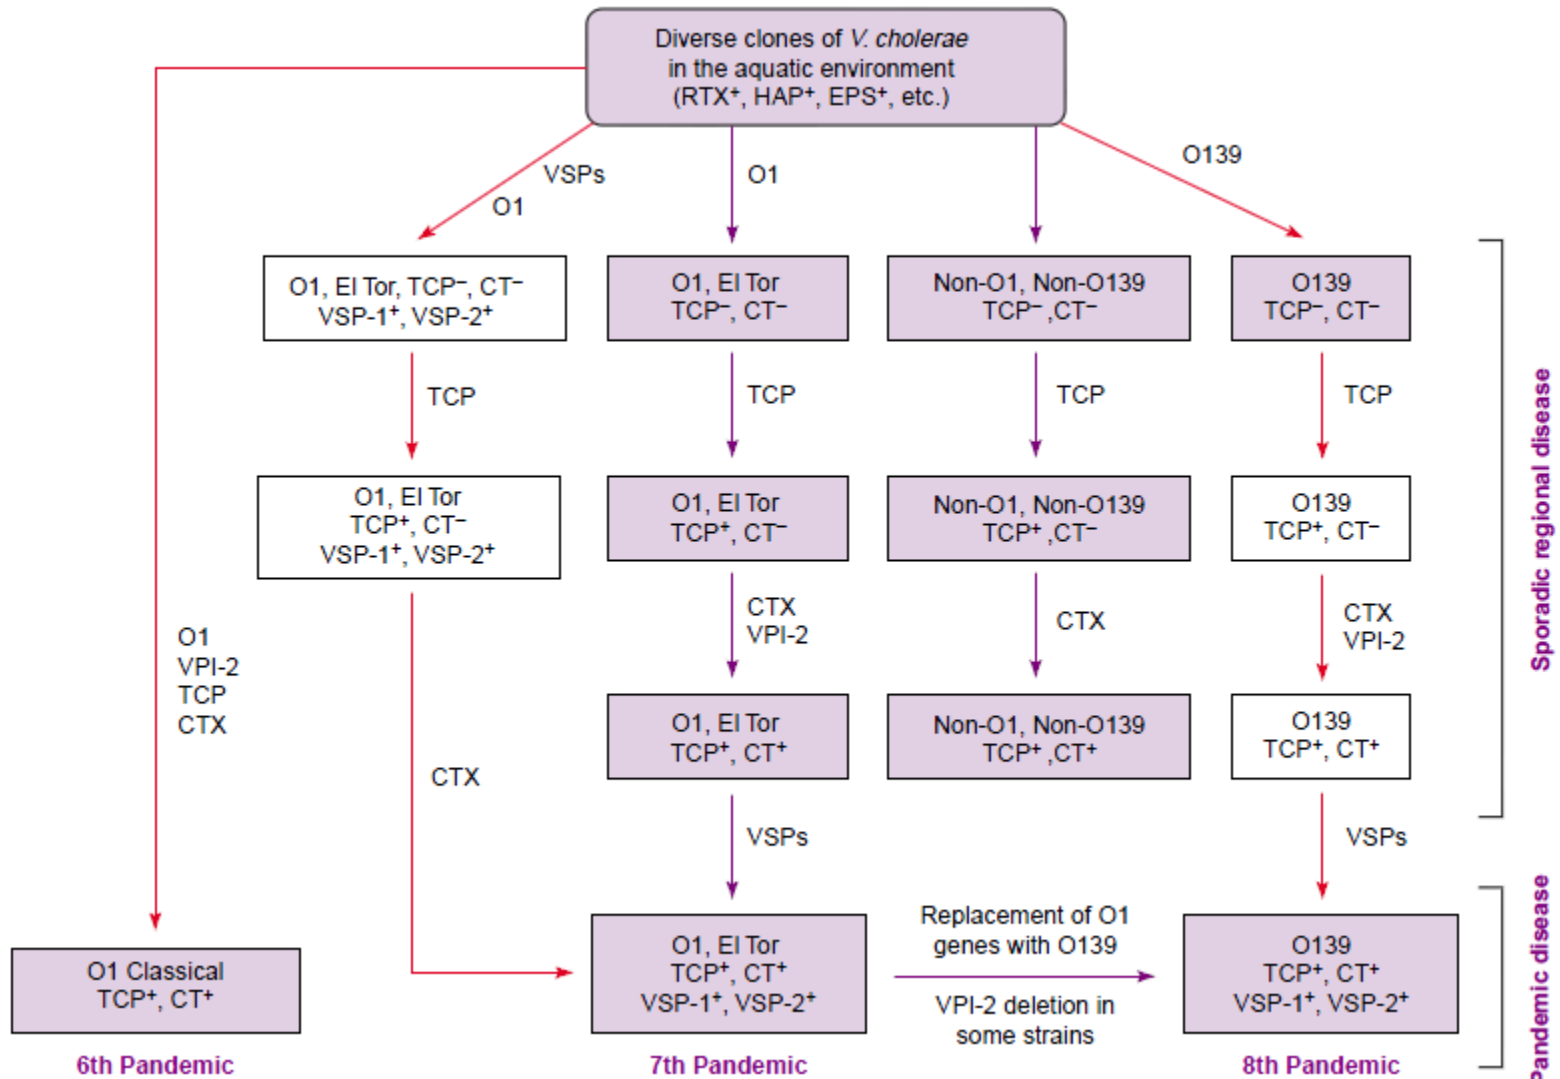 Diverse clones of V. cholerae
in the aquatic environment
(RTX⁺, HAP⁺, EPS⁺, etc.)
VSPs
O1
O1
O139
O1, El Tor, TCP⁻, CT⁻
VSP-1⁺, VSP-2⁺
O1, El Tor
TCP⁻, CT⁻
Non-O1, Non-O139
TCP⁻ ,CT⁻
O139
TCP⁻, CT⁻
TCP
TCP
TCP
TCP
O1, El Tor
TCP⁺, CT⁻
VSP-1⁺, VSP-2⁺
O1, El Tor
TCP⁺, CT⁻
Non-O1, Non-O139
TCP⁺ ,CT⁻
O139
TCP⁺, CT⁻
O1
VPI-2
TCP
CTX
CTX
CTX
VPI-2
CTX
CTX
VPI-2
O1, El Tor
TCP⁺, CT⁺
Non-O1, Non-O139
TCP⁺ ,CT⁺
O139
TCP⁺, CT⁺
VSPs
VSPs
O1 Classical
TCP⁺, CT⁺
O1, El Tor
TCP⁺, CT⁺
VSP-1⁺, VSP-2⁺
Replacement of O1
genes with O139
VPI-2 deletion in
some strains
O139
TCP⁺, CT⁺
VSP-1⁺, VSP-2⁺
6th Pandemic
7th Pandemic
8th Pandemic
Sporadic regional disease
Pandemic disease